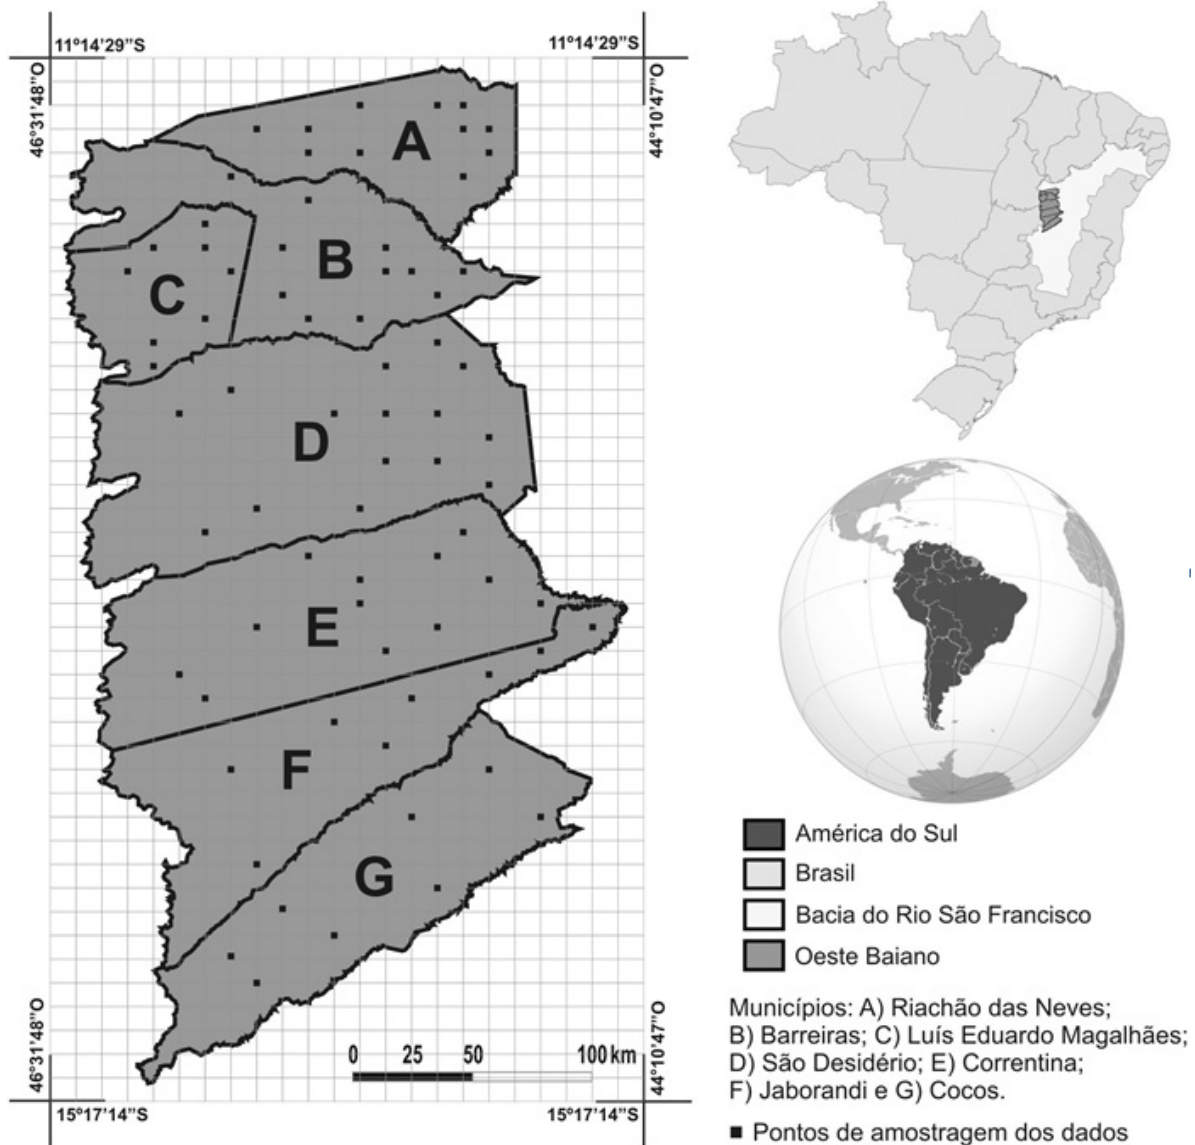 11º14'29"S
11º14'29"S
46º31'48"O
44º10'47"O
A
B
C
D
E
F
G
46º31'48"O
44º10'47"O
0 25 50 100 km
15º17'14"S
15º17'14"S
América do Sul
Brasil
Bacia do Rio São Francisco
Oeste Baiano
Municípios: A) Riachão das Neves;
B) Barreiras; C) Luís Eduardo Magalhães;
D) São Desidério; E) Correntina;
F) Jaborandi e G) Cocos.
Pontos de amostragem dos dados